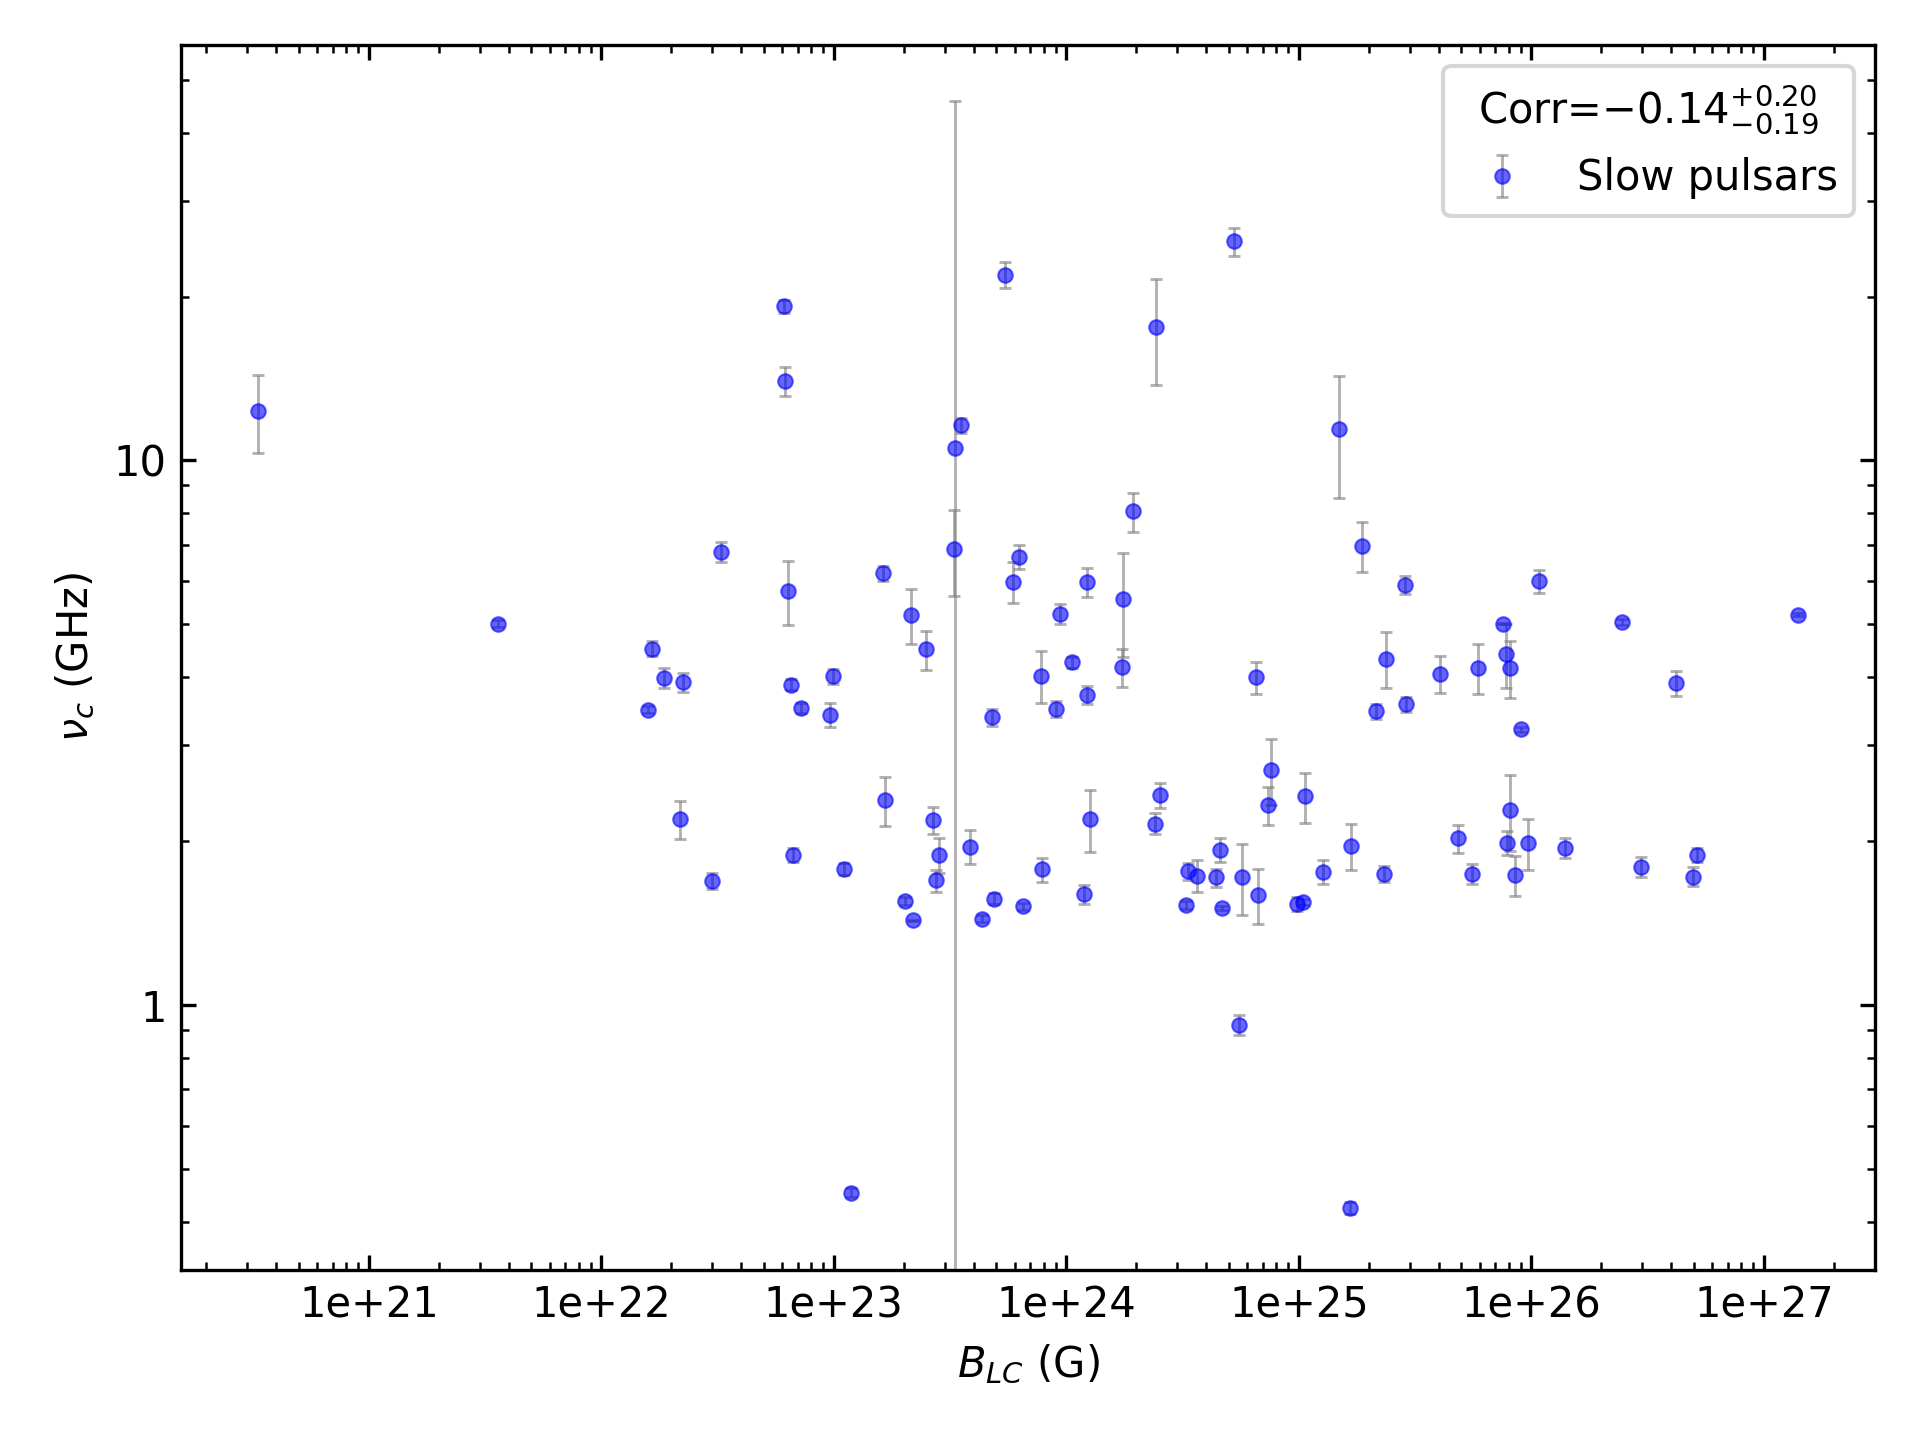 Corr=−0.14 +0.20 −0.19
Slow pulsars
10
1
ν_c (GHz)
1e+21 1e+22 1e+23 1e+24 1e+25 1e+26 1e+27
B_LC (G)